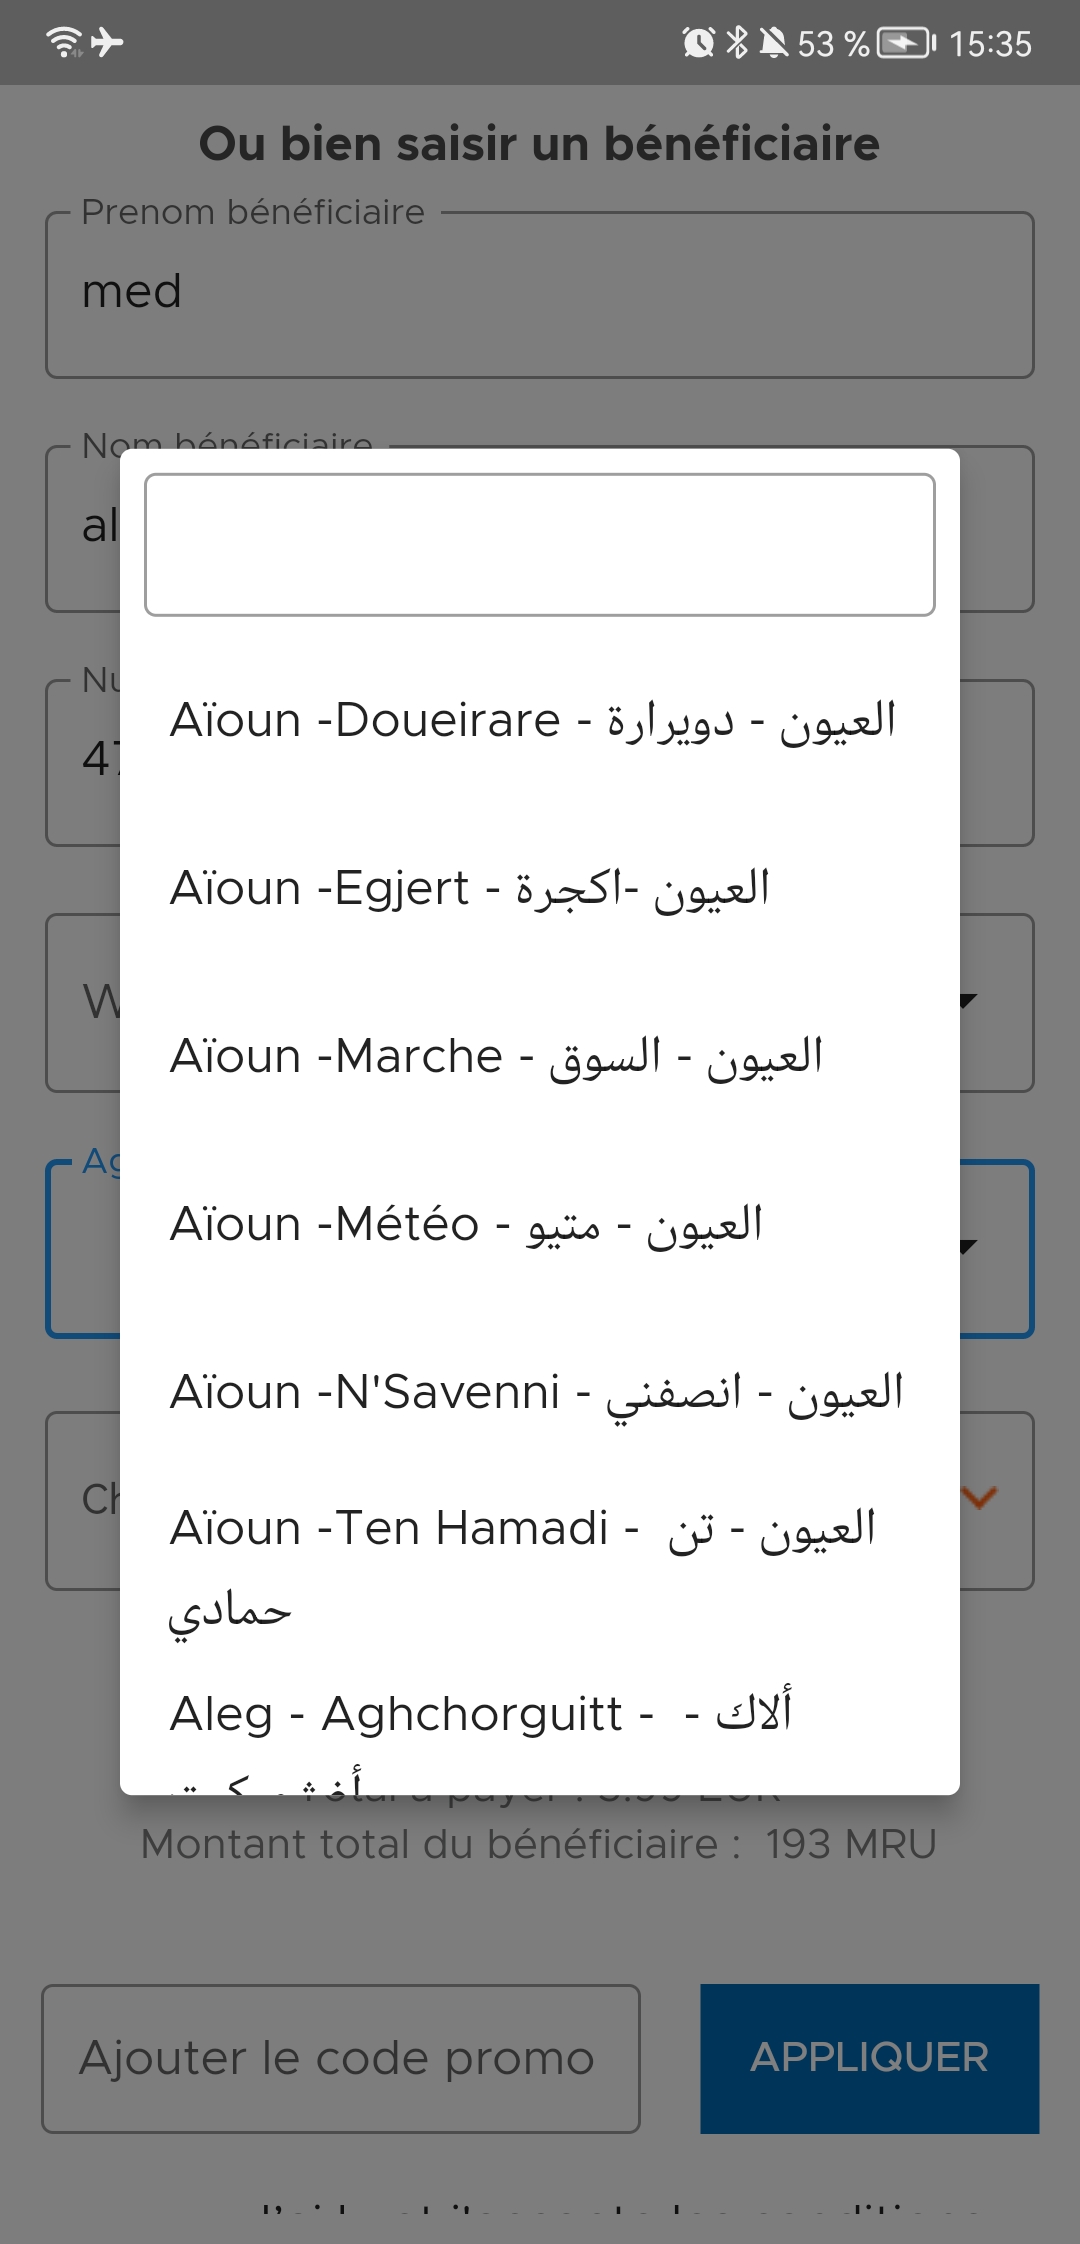 53 % 15:35
Ou bien saisir un bénéficiaire
Prenom bénéficiaire
med
Nom bénéficiaire
al
Nu
47
W
Ag
Ch
Aïoun -Doueirare - العيون - دويرارة
Aïoun -Egjert - العيون -اكجرة
Aïoun -Marche - العيون - السوق
Aïoun -Météo - العيون - متيو
Aïoun -N'Savenni - العيون - انصفني
Aïoun -Ten Hamadi - العيون - تن
حمادي
Aleg - Aghchorguitt - ألاك -
Montant total du bénéficiaire : 193 MRU
Ajouter le code promo
APPLIQUER